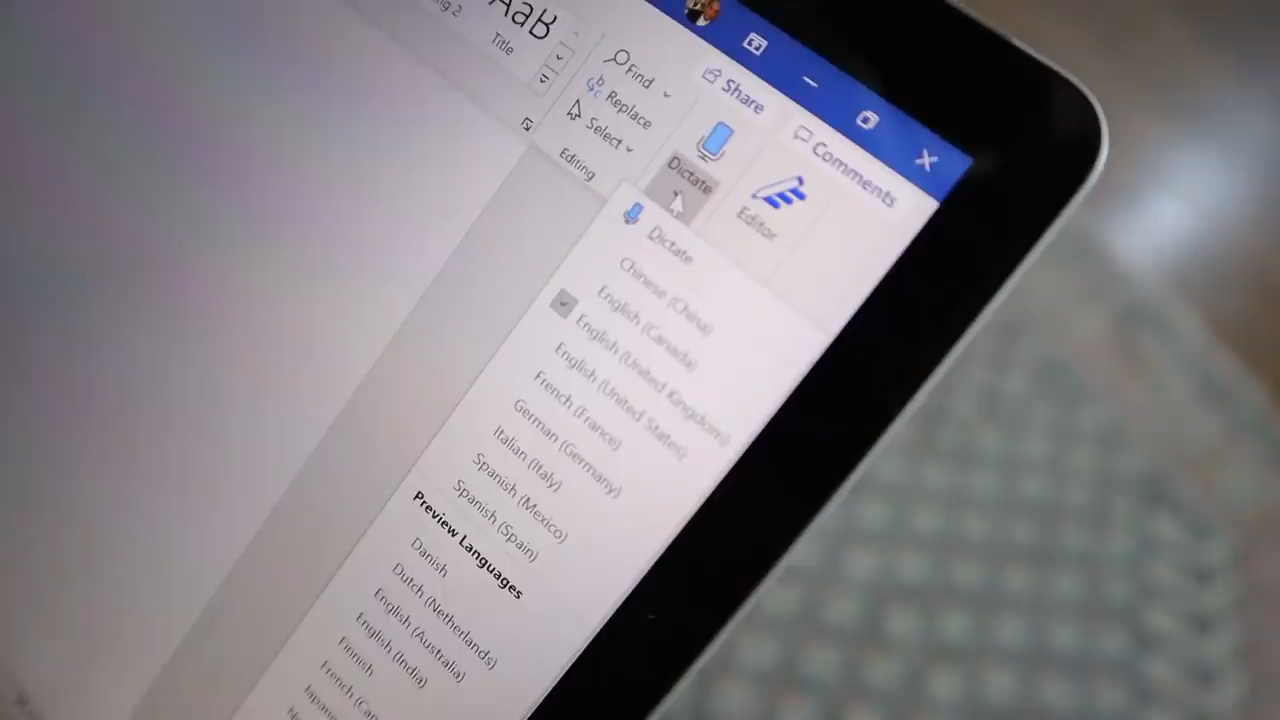 AaB
Title
Find
Replace
Select
Editing
Share
Comments
Dictate
Editor
Dictate
Chinese (China)
English (Canada)
English (United Kingdom)
English (United States)
French (France)
German (Germany)
Italian (Italy)
Spanish (Mexico)
Spanish (Spain)
Preview Languages
Danish
Dutch (Netherlands)
English (Australia)
English (India)
Finnish
French (Can